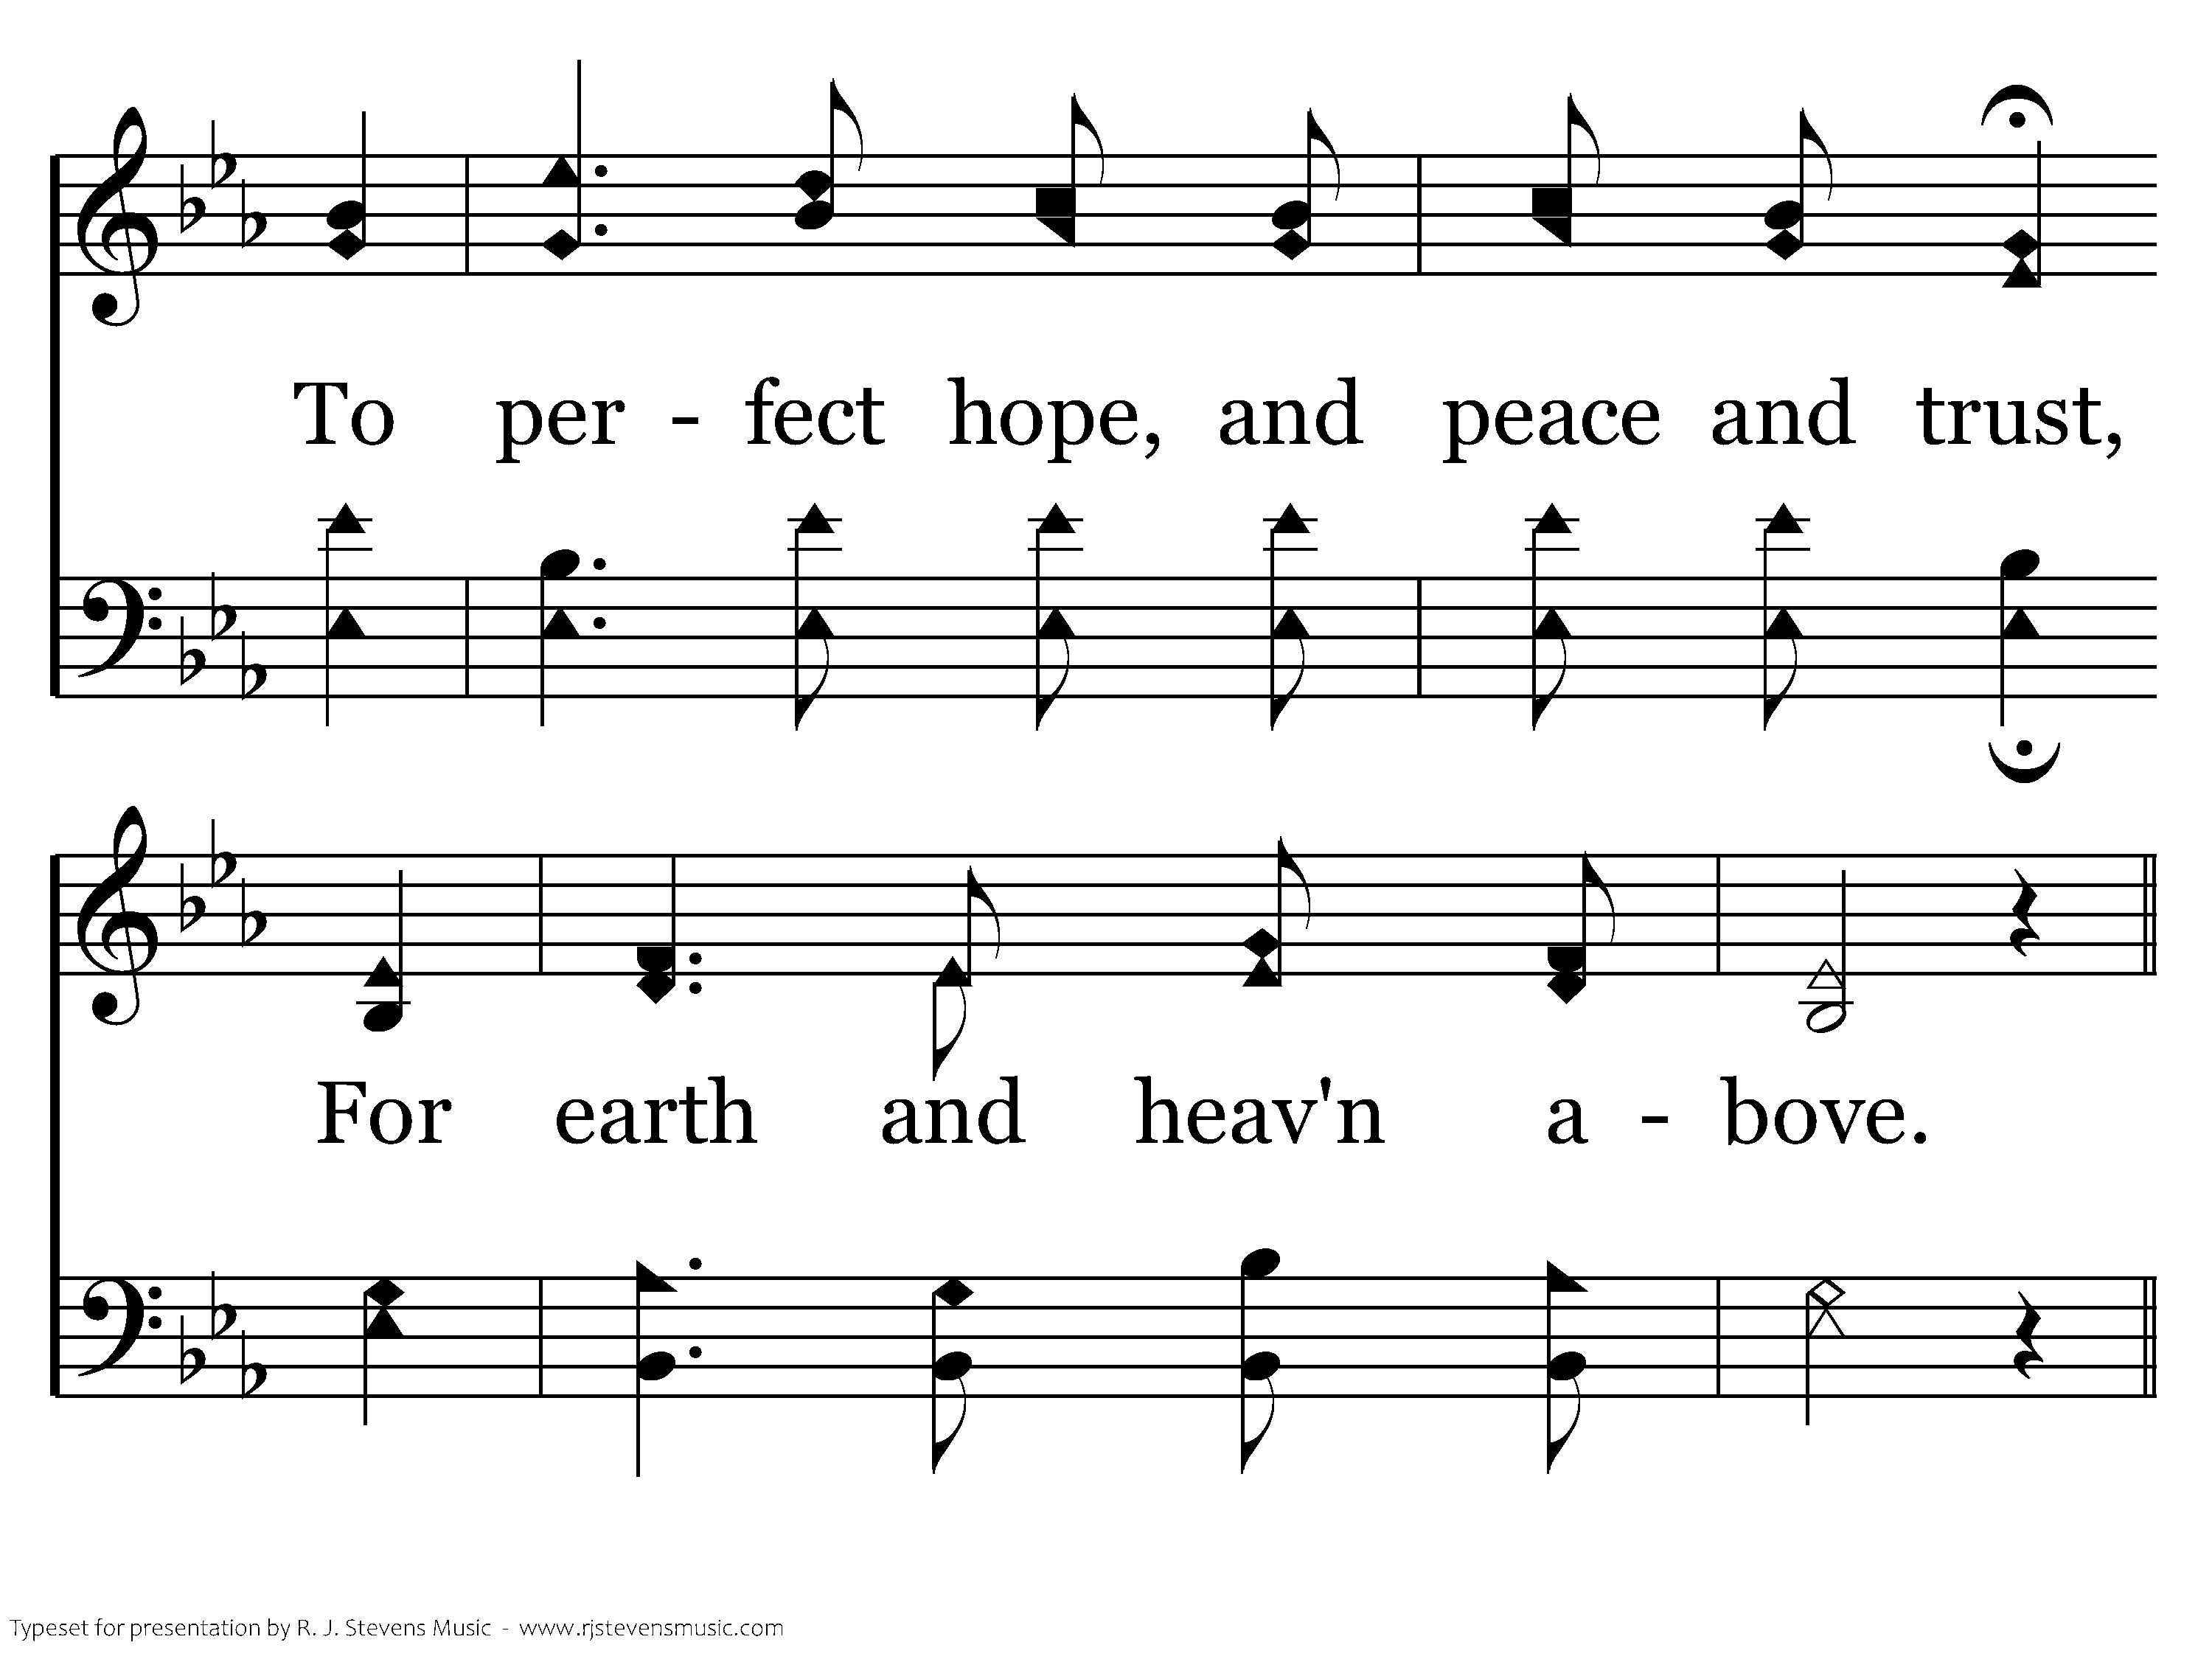 To per - fect hope, and peace and trust,
For earth and heav'n a - bove.
Typeset for presentation by R. J. Stevens Music - www.rjstevensmusic.com